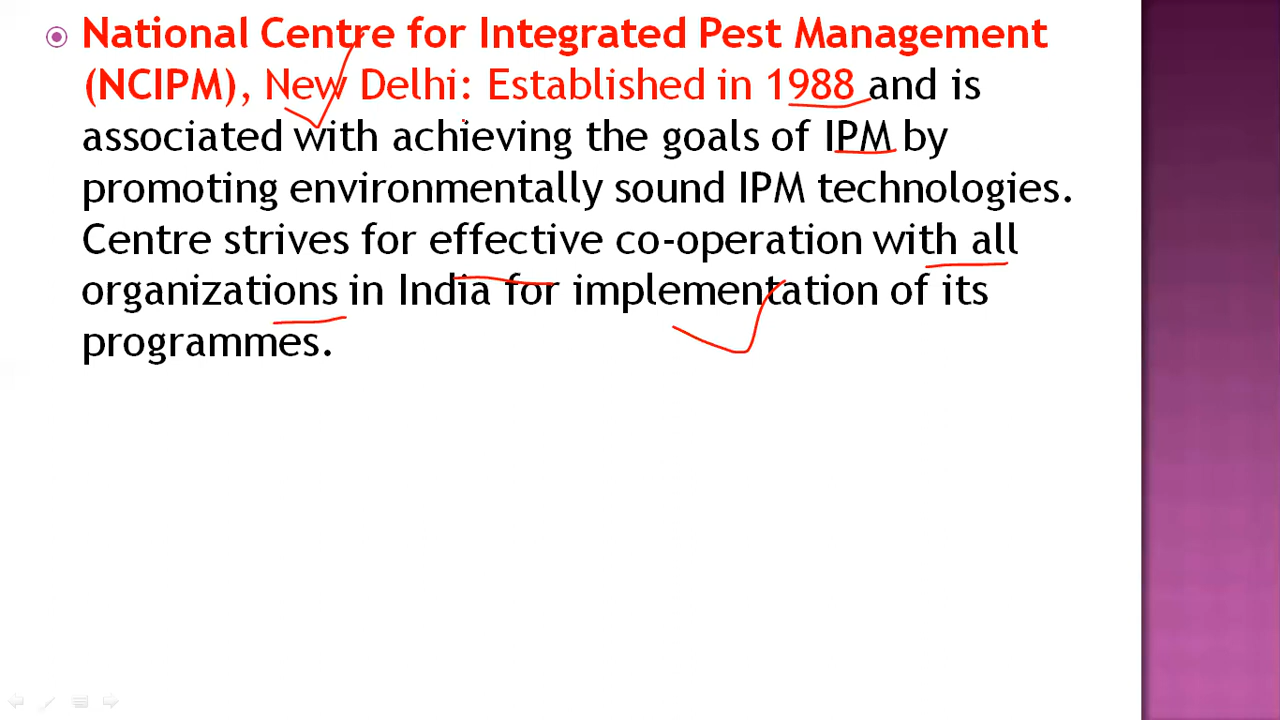 National Centre for Integrated Pest Management
(NCIPM), New Delhi: Established in 1988 and is
associated with achieving the goals of IPM by
promoting environmentally sound IPM technologies.
Centre strives for effective co-operation with all
organizations in India for implementation of its
programmes.